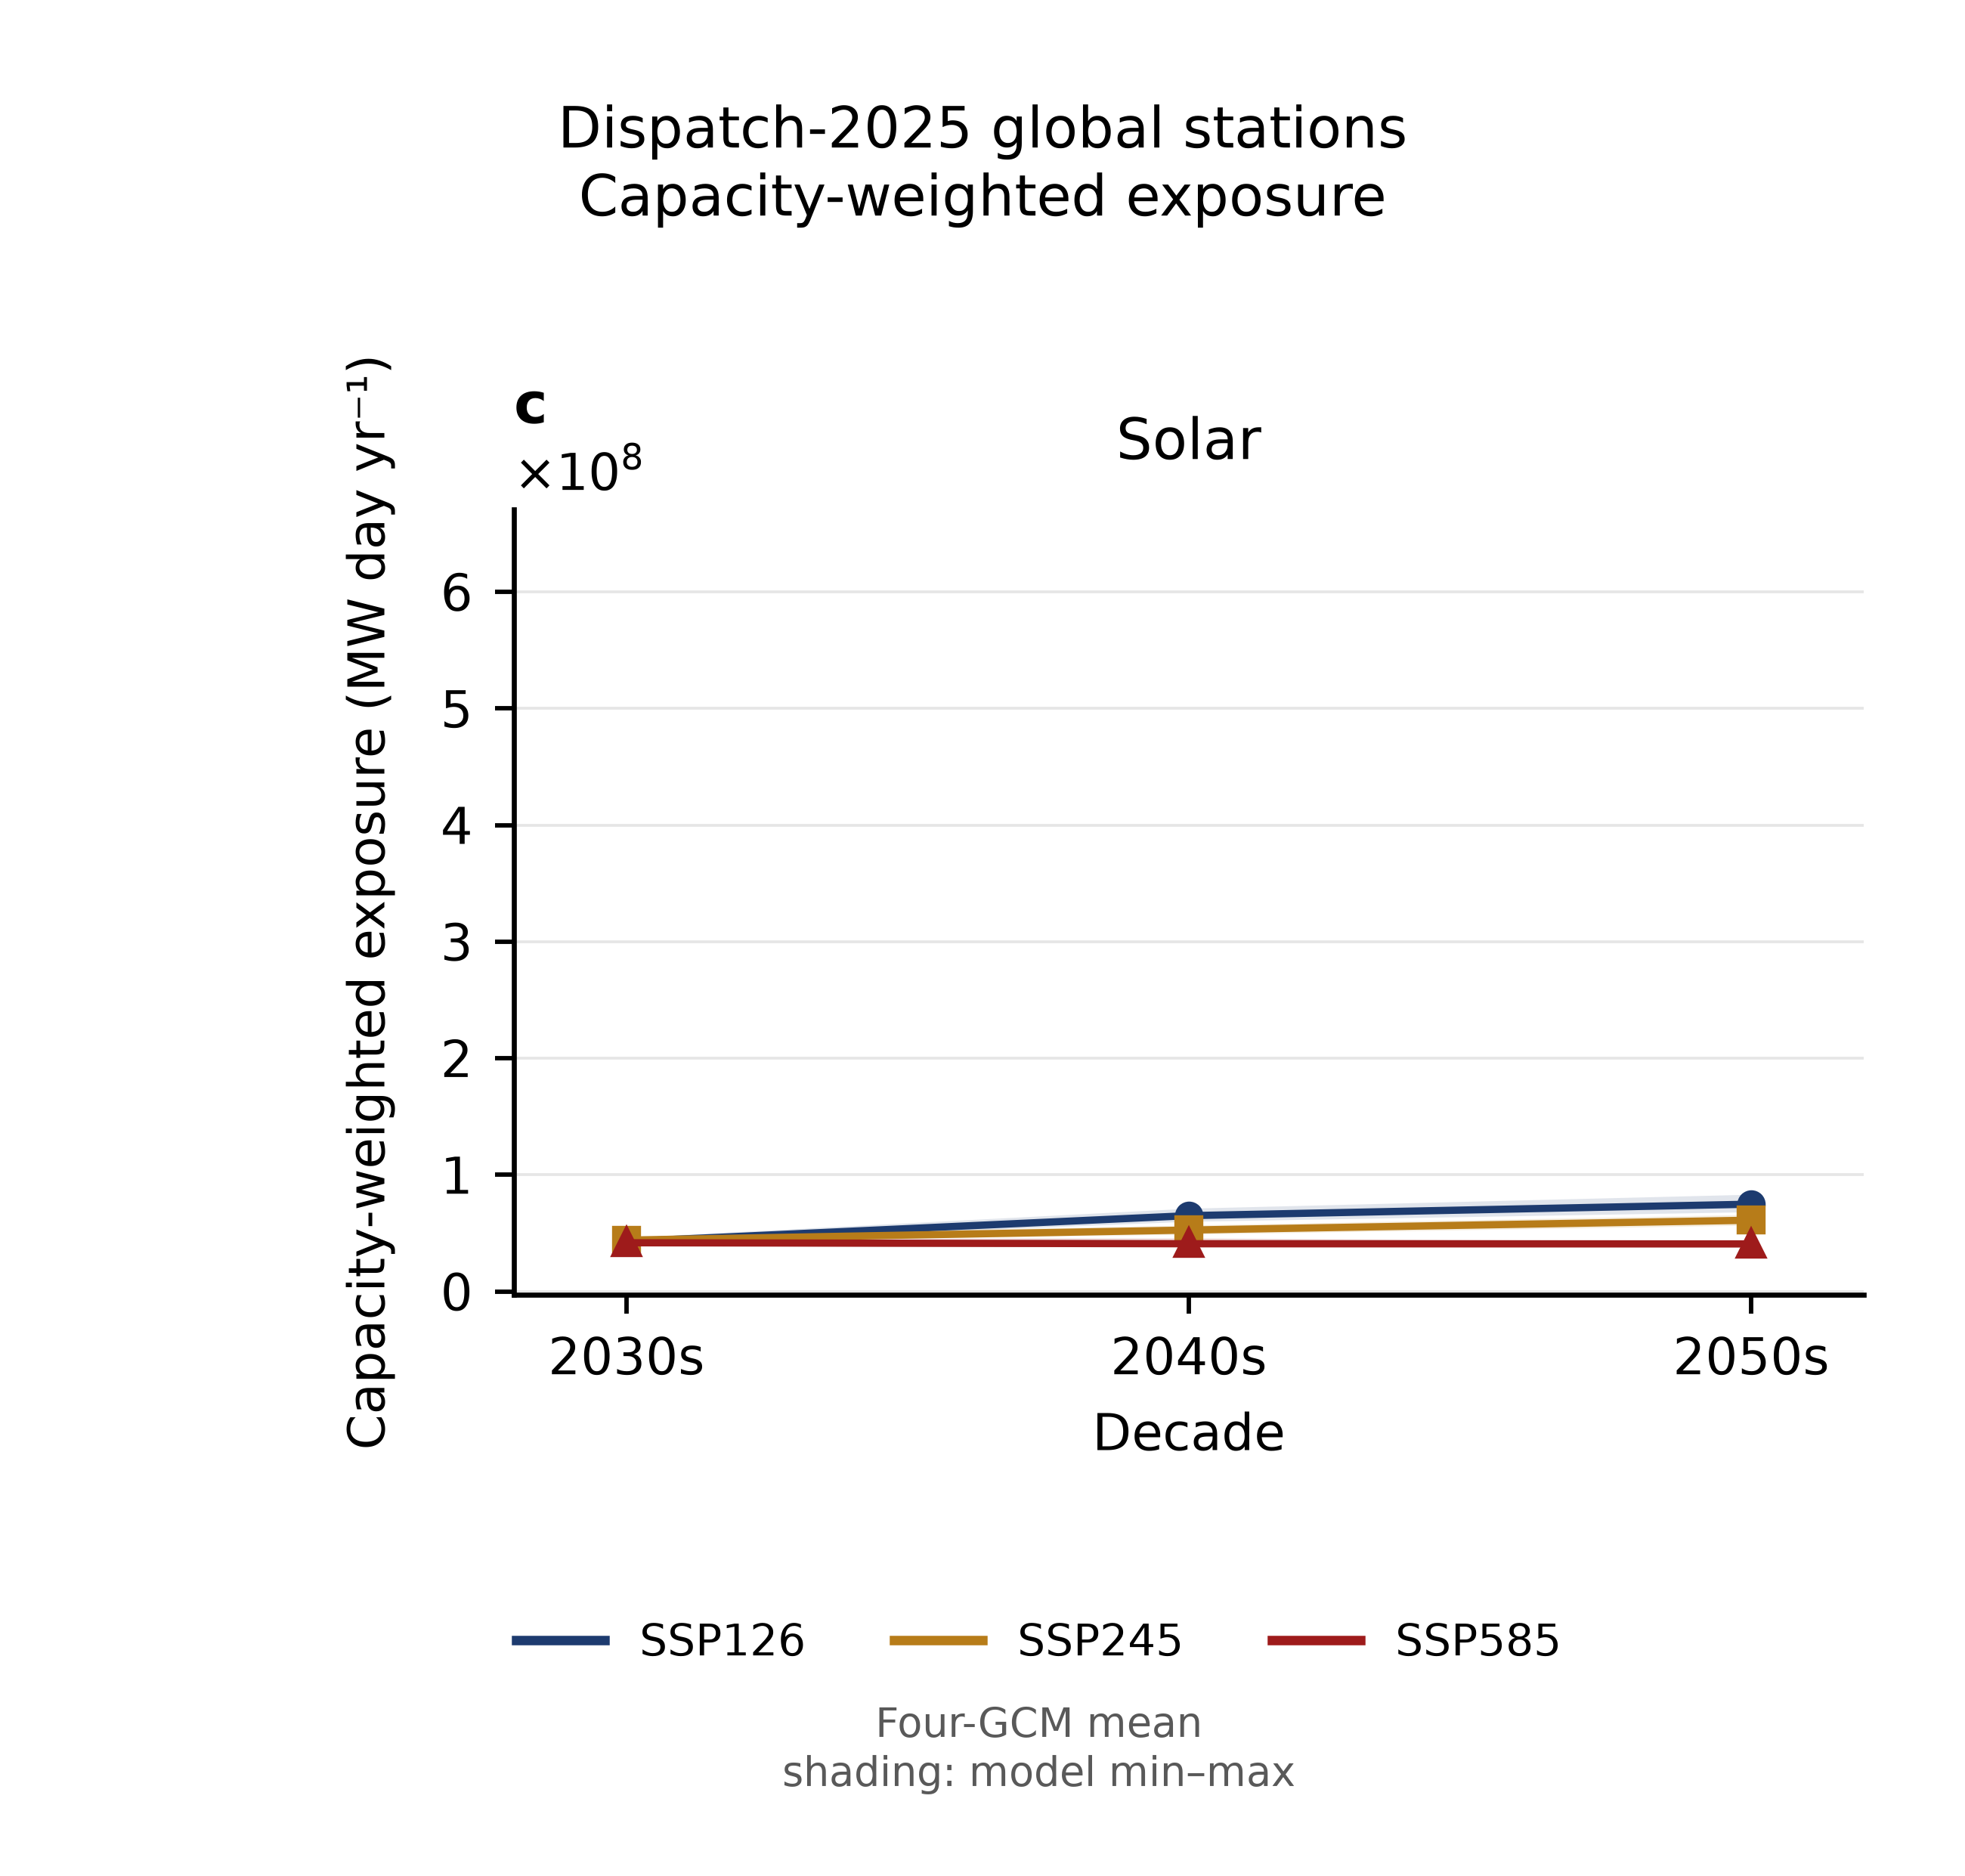 Dispatch-2025 global stations
Capacity-weighted exposure
c
Solar
×10⁸
Capacity-weighted exposure (MW day yr⁻¹)
6
5
4
3
2
1
0
2030s 2040s 2050s
Decade
SSP126 SSP245 SSP585
Four-GCM mean
shading: model min–max